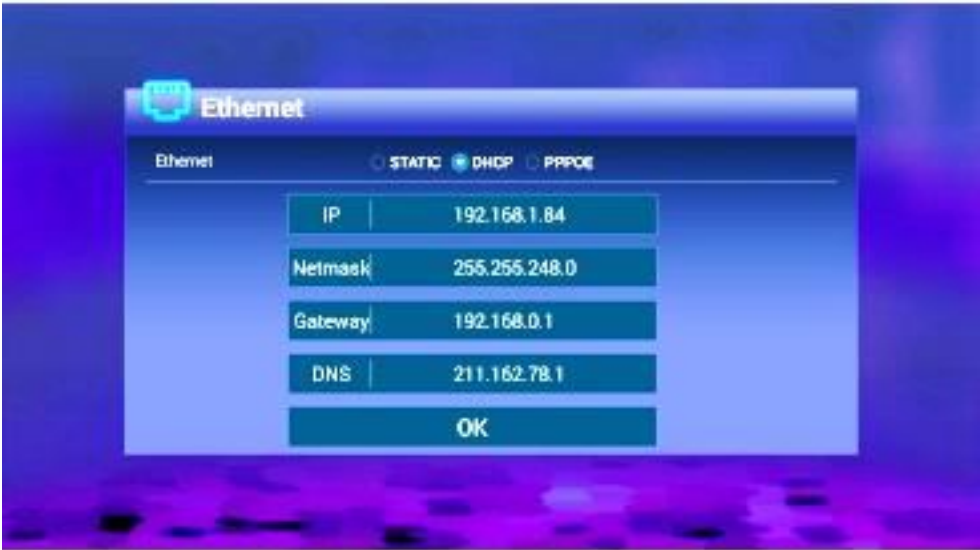 Ethernet
Ethernet STATIC DHCP PPPOE
IP 192.168.1.84
Netmask 255.255.248.0
Gateway 192.168.0.1
DNS 211.162.78.1
OK